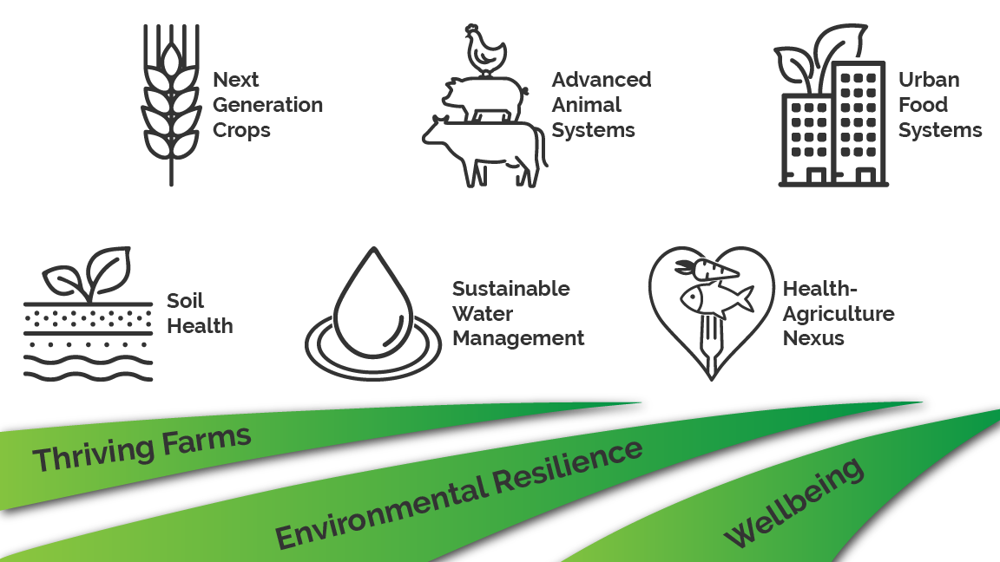 Next
Generation
Crops
Advanced
Animal
Systems
Urban
Food
Systems
Soil
Health
Sustainable
Water
Management
Health-
Agriculture
Nexus
Thriving Farms
Environmental Resilience
Wellbeing